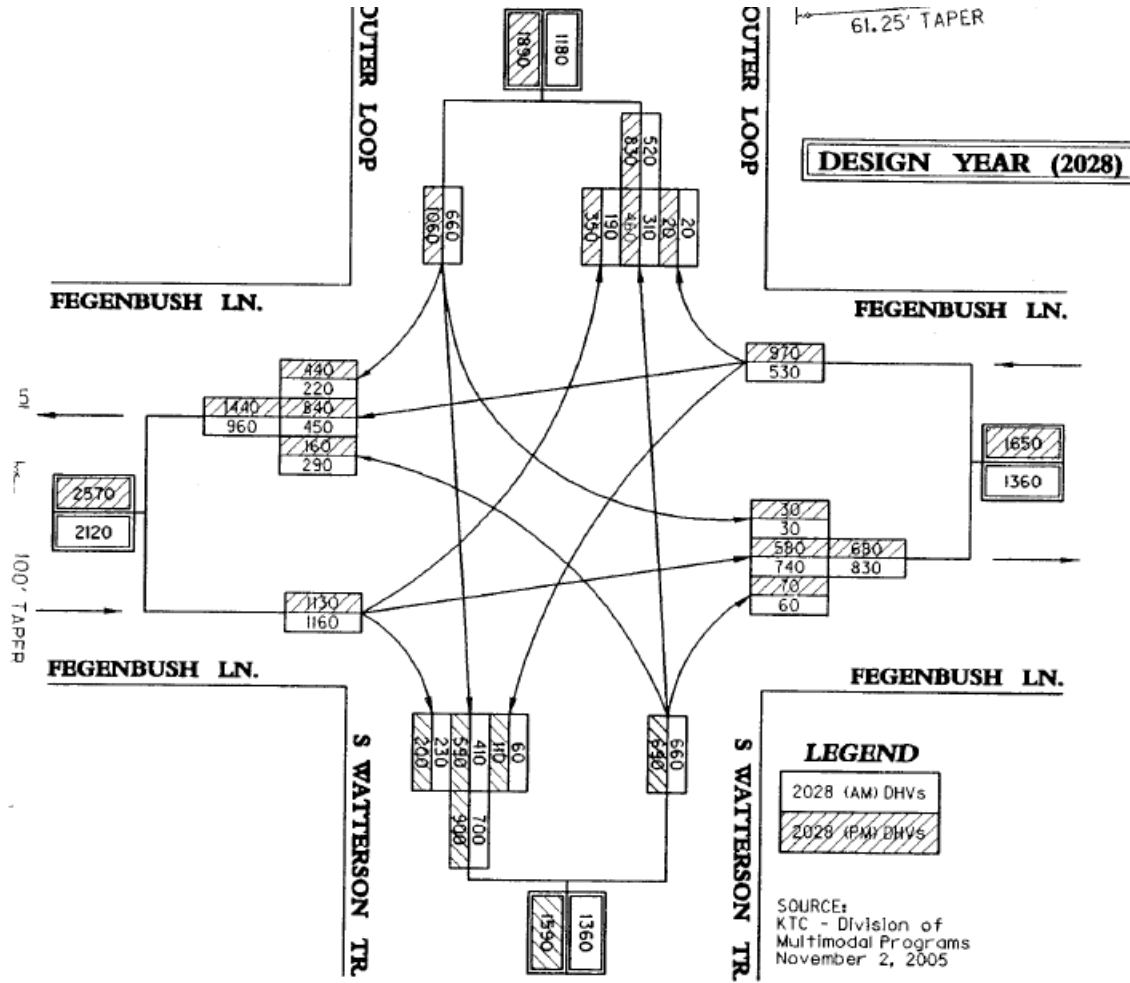 61.25' TAPER
OUTER LOOP
1890
1180
OUTER LOOP
DESIGN YEAR (2028)
830
520
1060
660
350
190
460
310
20
20
FEGENBUSH LN.
FEGENBUSH LN.
970
530
440
220
1440
960
840
450
160
290
1650
1360
2570
2120
30
30
580
740
680
830
70
60
100' TAPER
1130
1160
FEGENBUSH LN.
FEGENBUSH LN.
200
230
590
410
110
60
690
660
900
700
S WATTERSON TR.
S WATTERSON TR.
1590
1360
LEGEND
2028 (AM) DHVs
2028 (PM) DHVs
SOURCE:
KTC - Division of
Multimodal Programs
November 2, 2005